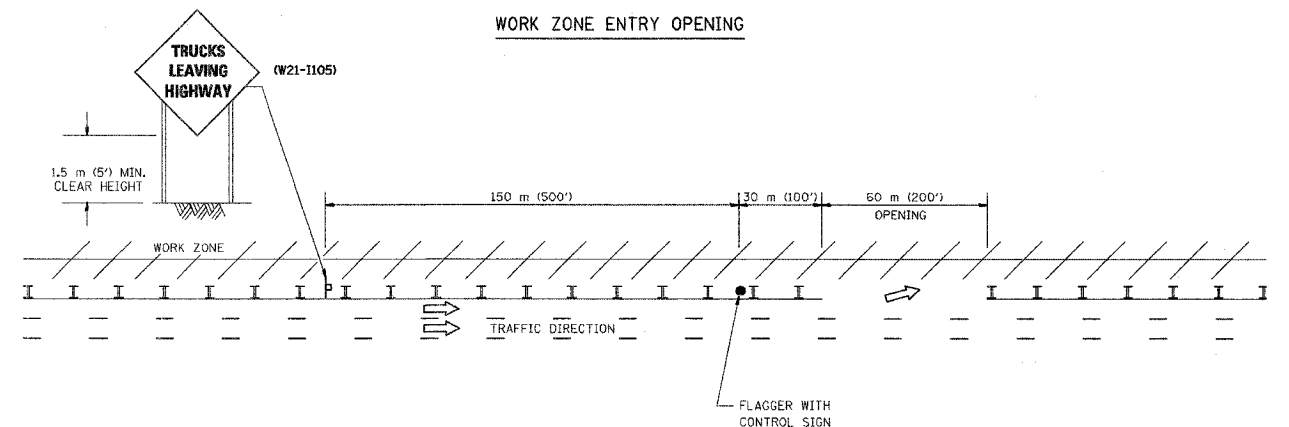 WORK ZONE ENTRY OPENING
TRUCKS
LEAVING
HIGHWAY
(W21-I105)
1.5 m (5') MIN.
CLEAR HEIGHT
150 m (500')
30 m (100')
60 m (200')
OPENING
WORK ZONE
TRAFFIC DIRECTION
FLAGGER WITH
CONTROL SIGN